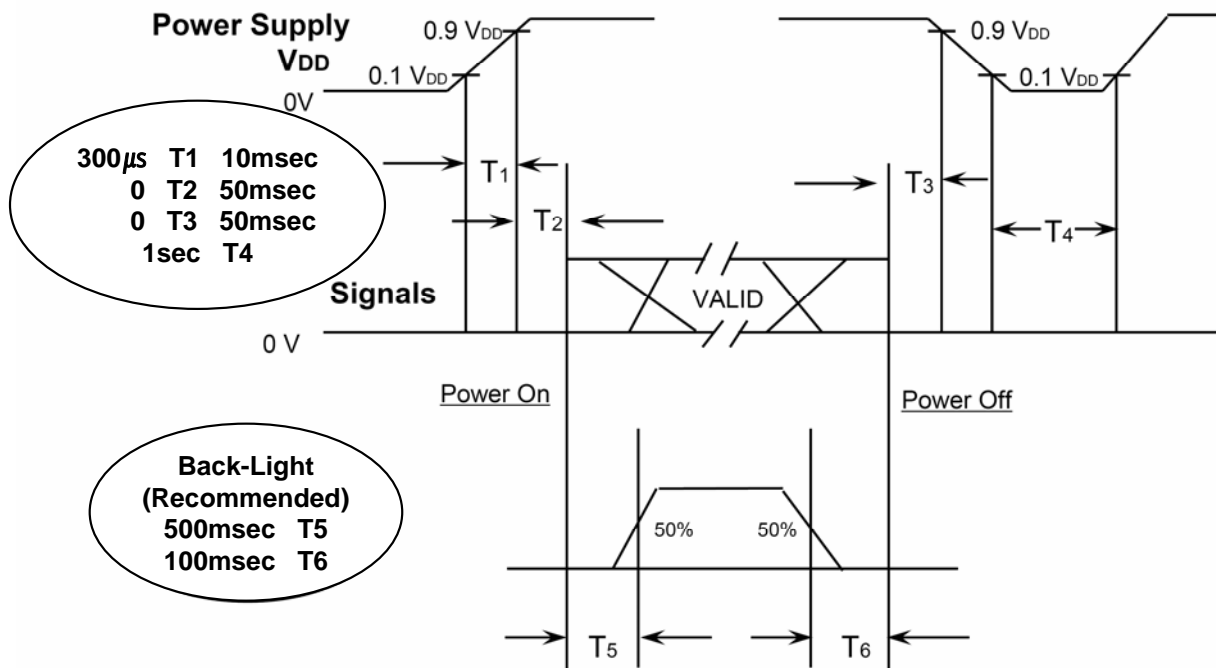 Power Supply
VDD
0.9 VDD
0.1 VDD
0V
0.9 VDD
0.1 VDD
300㎲ T1 10msec
0 T2 50msec
0 T3 50msec
1sec T4
T1
T2
T3
T4
Signals
VALID
0 V
Power On
Power Off
Back-Light
(Recommended)
500msec T5
100msec T6
50%
50%
T5
T6